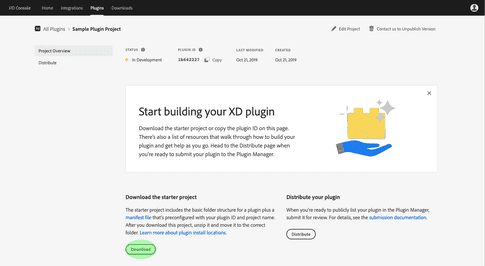 I/O Console Home Integrations Plugins Downloads
All Plugins › Sample Plugin Project
Edit Project Contact us to Unpublish Version
Project Overview
Distribute
STATUS PLUGIN ID LAST MODIFIED CREATED
In Development 1b442227 Copy Oct 21, 2019 Oct 21, 2019
Start building your XD plugin
Download the starter project or copy the plugin ID on this page.
There's also a list of resources that walk through how to build your
plugin and get help as you go. Head to the Distribute page when
you're ready to submit your plugin to the Plugin Manager.
Download the starter project
The starter project includes the basic folder structure for a plugin plus a
manifest file that's preconfigured with your plugin ID and project name.
After you download this project, unzip it and move it to the correct
folder. Learn more about plugin install locations.
Download
Distribute your plugin
When you're ready to publicly list your plugin in the Plugin Manager,
submit it for review. For details, see the submission documentation.
Distribute